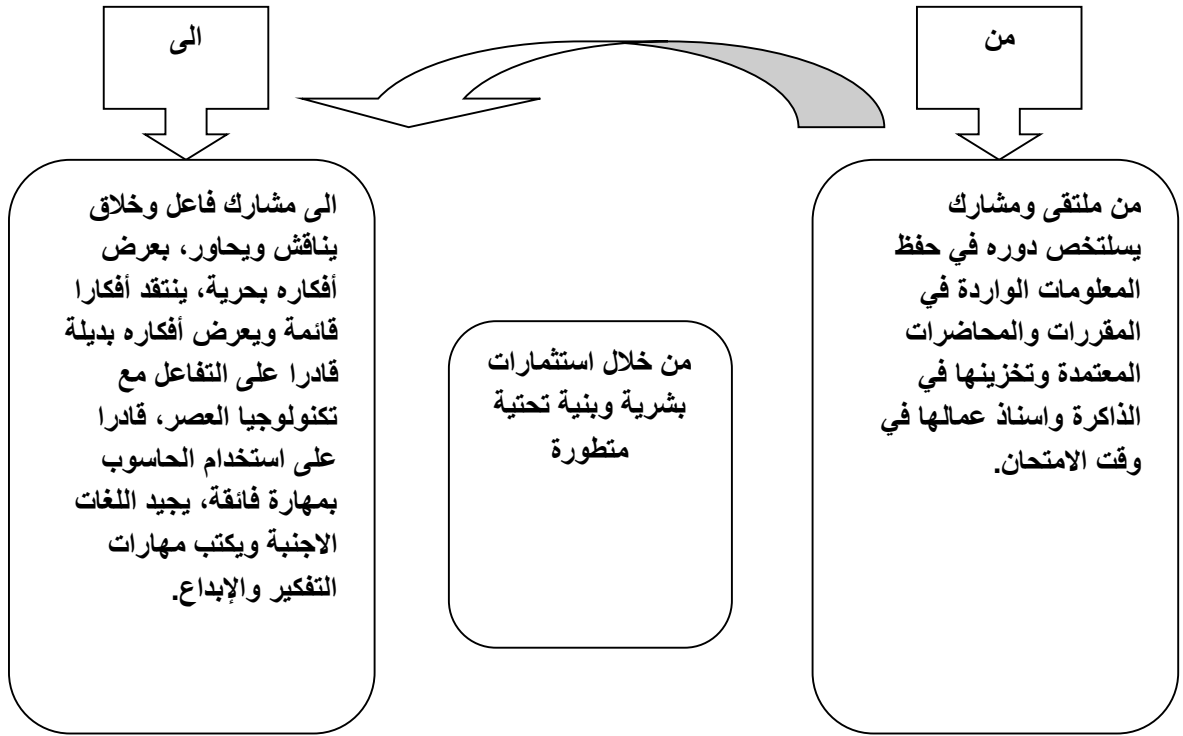 من
الى
من ملتقى ومشارك
يسلتخص دوره في حفظ
المعلومات الواردة في
المقررات والمحاضرات
المعتمدة وتخزينها في
الذاكرة واسناذ عمالها في
وقت الامتحان.
من خلال استثمارات
بشرية وبنية تحتية
متطورة
الى مشارك فاعل وخلاق
يناقش ويحاور، بعرض
أفكاره بحرية، ينتقد أفكارا
قائمة ويعرض أفكاره بديلة
قادرا على التفاعل مع
تكنولوجيا العصر، قادرا
على استخدام الحاسوب
بمهارة فائقة، يجيد اللغات
الاجنبة ويكتب مهارات
التفكير والإبداع.